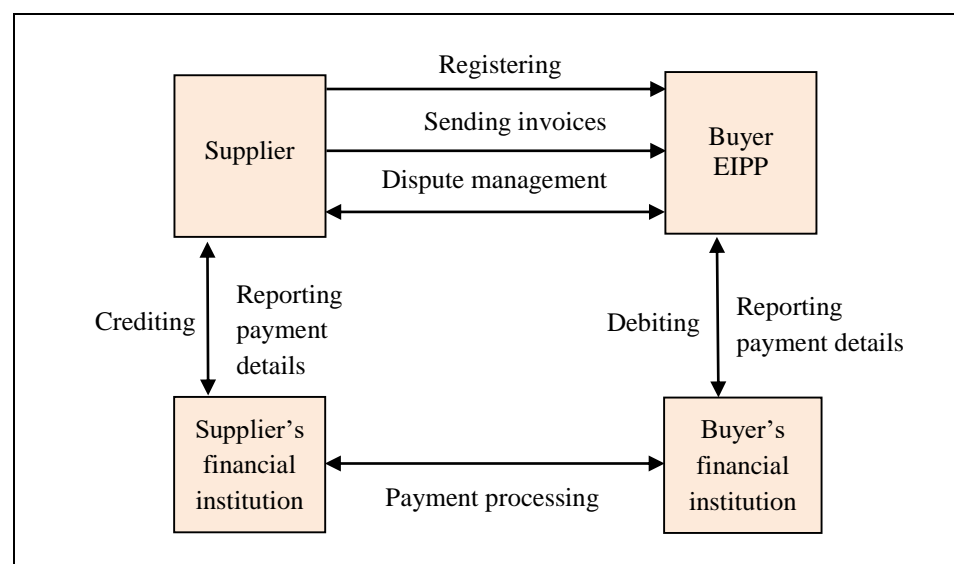 Registering
Supplier
Sending invoices
Buyer
EIPP
Dispute management
Crediting
Reporting
payment
details
Debiting
Reporting
payment details
Supplier’s
financial
institution
Payment processing
Buyer’s
financial
institution